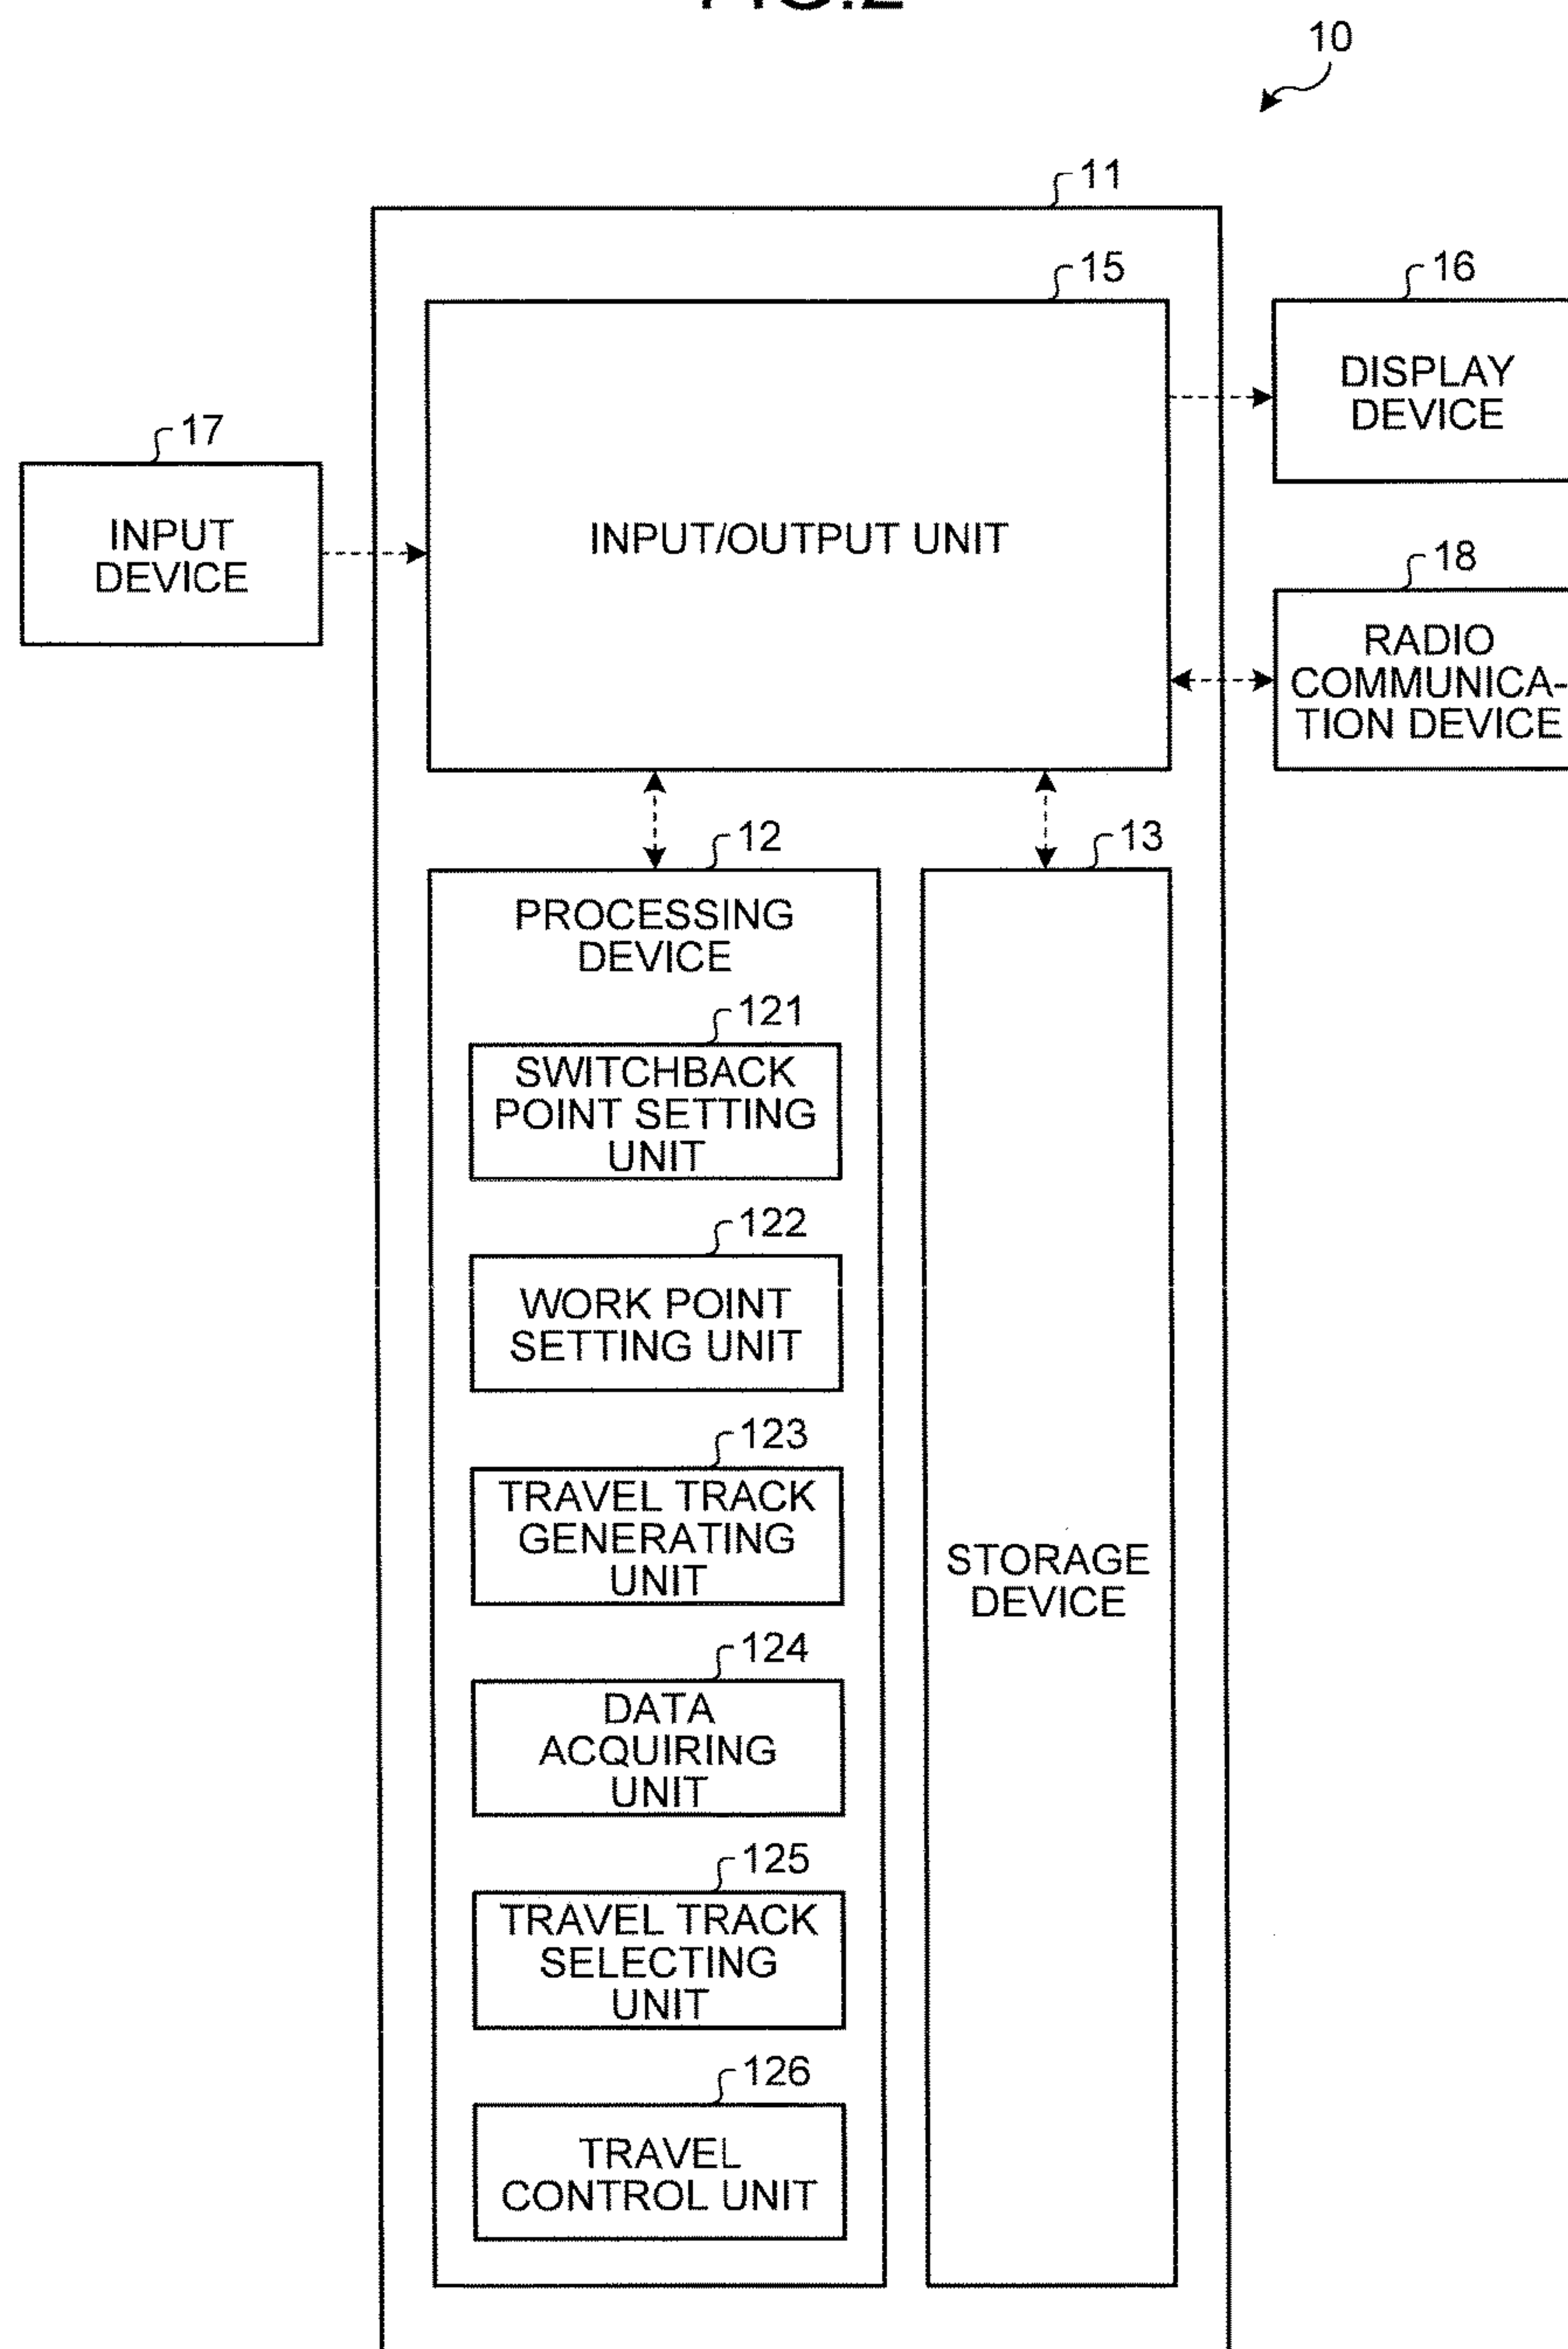 FIG.2
10
11
15
16
DISPLAY
DEVICE
17
INPUT
DEVICE
INPUT/OUTPUT UNIT
18
RADIO
COMMUNICA-
TION DEVICE
12
13
PROCESSING
DEVICE
121
SWITCHBACK
POINT SETTING
UNIT
122
WORK POINT
SETTING UNIT
123
TRAVEL TRACK
GENERATING
UNIT
STORAGE
DEVICE
124
DATA
ACQUIRING
UNIT
125
TRAVEL TRACK
SELECTING
UNIT
126
TRAVEL
CONTROL UNIT